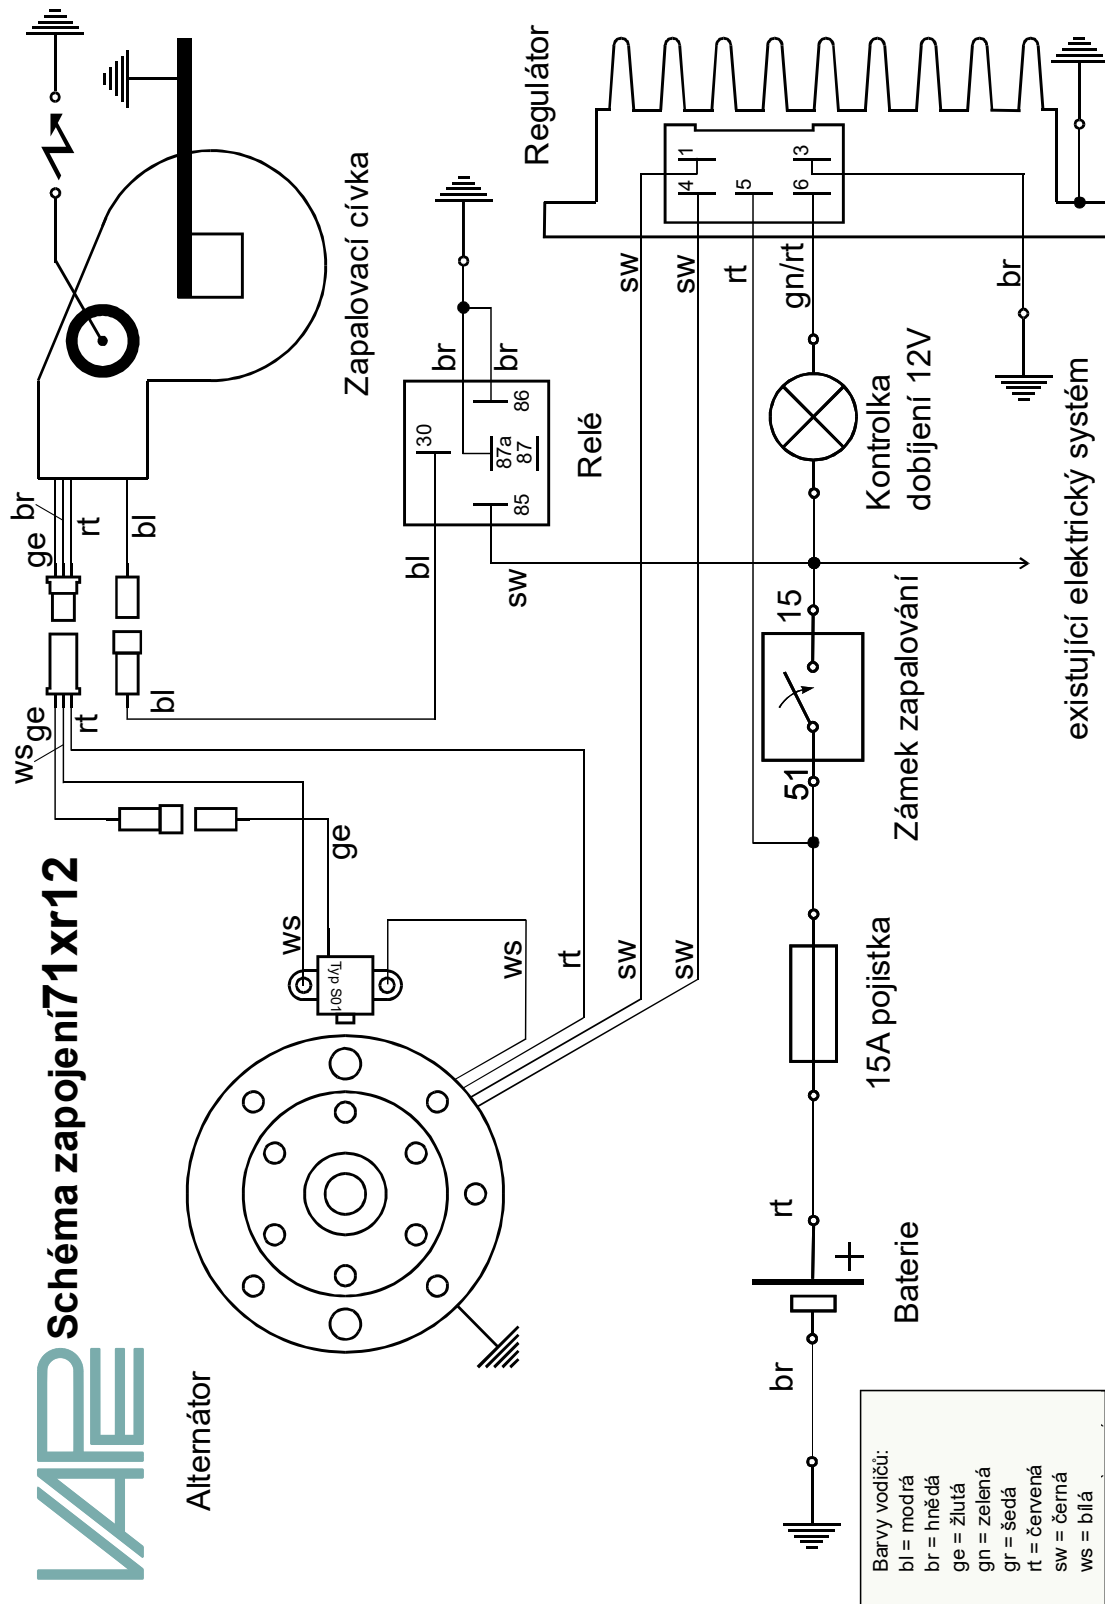 VAPE
Schéma zapojení71xr12
Alternátor
Typ S01
Zapalovací cívka
Regulátor
Relé
Kontrolka
dobíjení 12V
Zámek zapalování
15A pojistka
Baterie
existující elektrický systém
ws
ge
rt
br
ge
rt
bl
bl
bl
ws
ge
ws
rt
sw
sw
sw
sw
rt
gn/rt
br
br
br
sw
30
87a
87
86
85
1
4
5
3
6
15
51
rt
br
Barvy vodičů:
bl = modrá
br = hnědá
ge = žlutá
gn = zelená
gr = šedá
rt = červená
sw = černá
ws = bílá